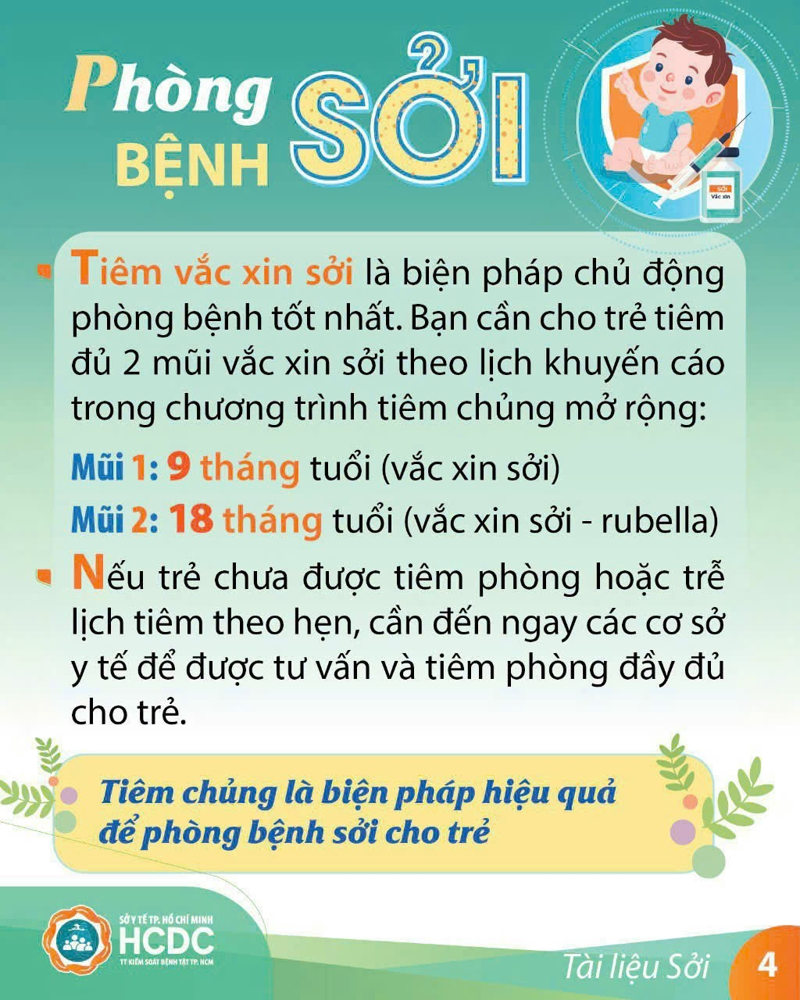 Phòng
BỆNH
SỞI
SỞI
Vắc xin
Tiêm vắc xin sởi là biện pháp chủ động
phòng bệnh tốt nhất. Bạn cần cho trẻ tiêm
đủ 2 mũi vắc xin sởi theo lịch khuyến cáo
trong chương trình tiêm chủng mở rộng:
Mũi 1: 9 tháng tuổi (vắc xin sởi)
Mũi 2: 18 tháng tuổi (vắc xin sởi - rubella)
Nếu trẻ chưa được tiêm phòng hoặc trễ
lịch tiêm theo hẹn, cần đến ngay các cơ sở
y tế để được tư vấn và tiêm phòng đầy đủ
cho trẻ.
Tiêm chủng là biện pháp hiệu quả
để phòng bệnh sởi cho trẻ
SỞ Y TẾ TP. HỒ CHÍ MINH
HCDC
TT KIỂM SOÁT BỆNH TẬT TP. HCM
Tài liệu Sởi
4